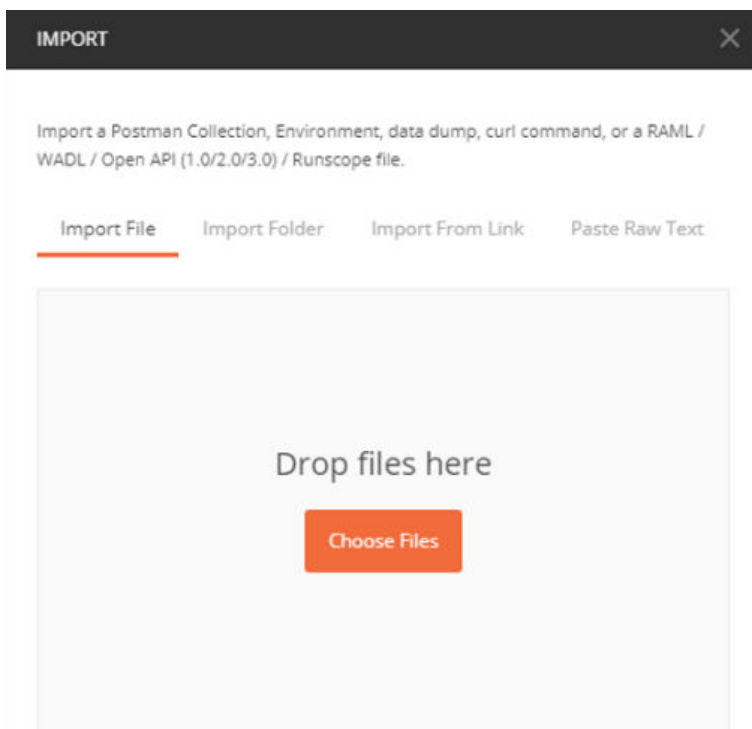 IMPORT
Import a Postman Collection, Environment, data dump, curl command, or a RAML /
WADL / Open API (1.0/2.0/3.0) / Runscope file.
Import File Import Folder Import From Link Paste Raw Text
Drop files here
Choose Files